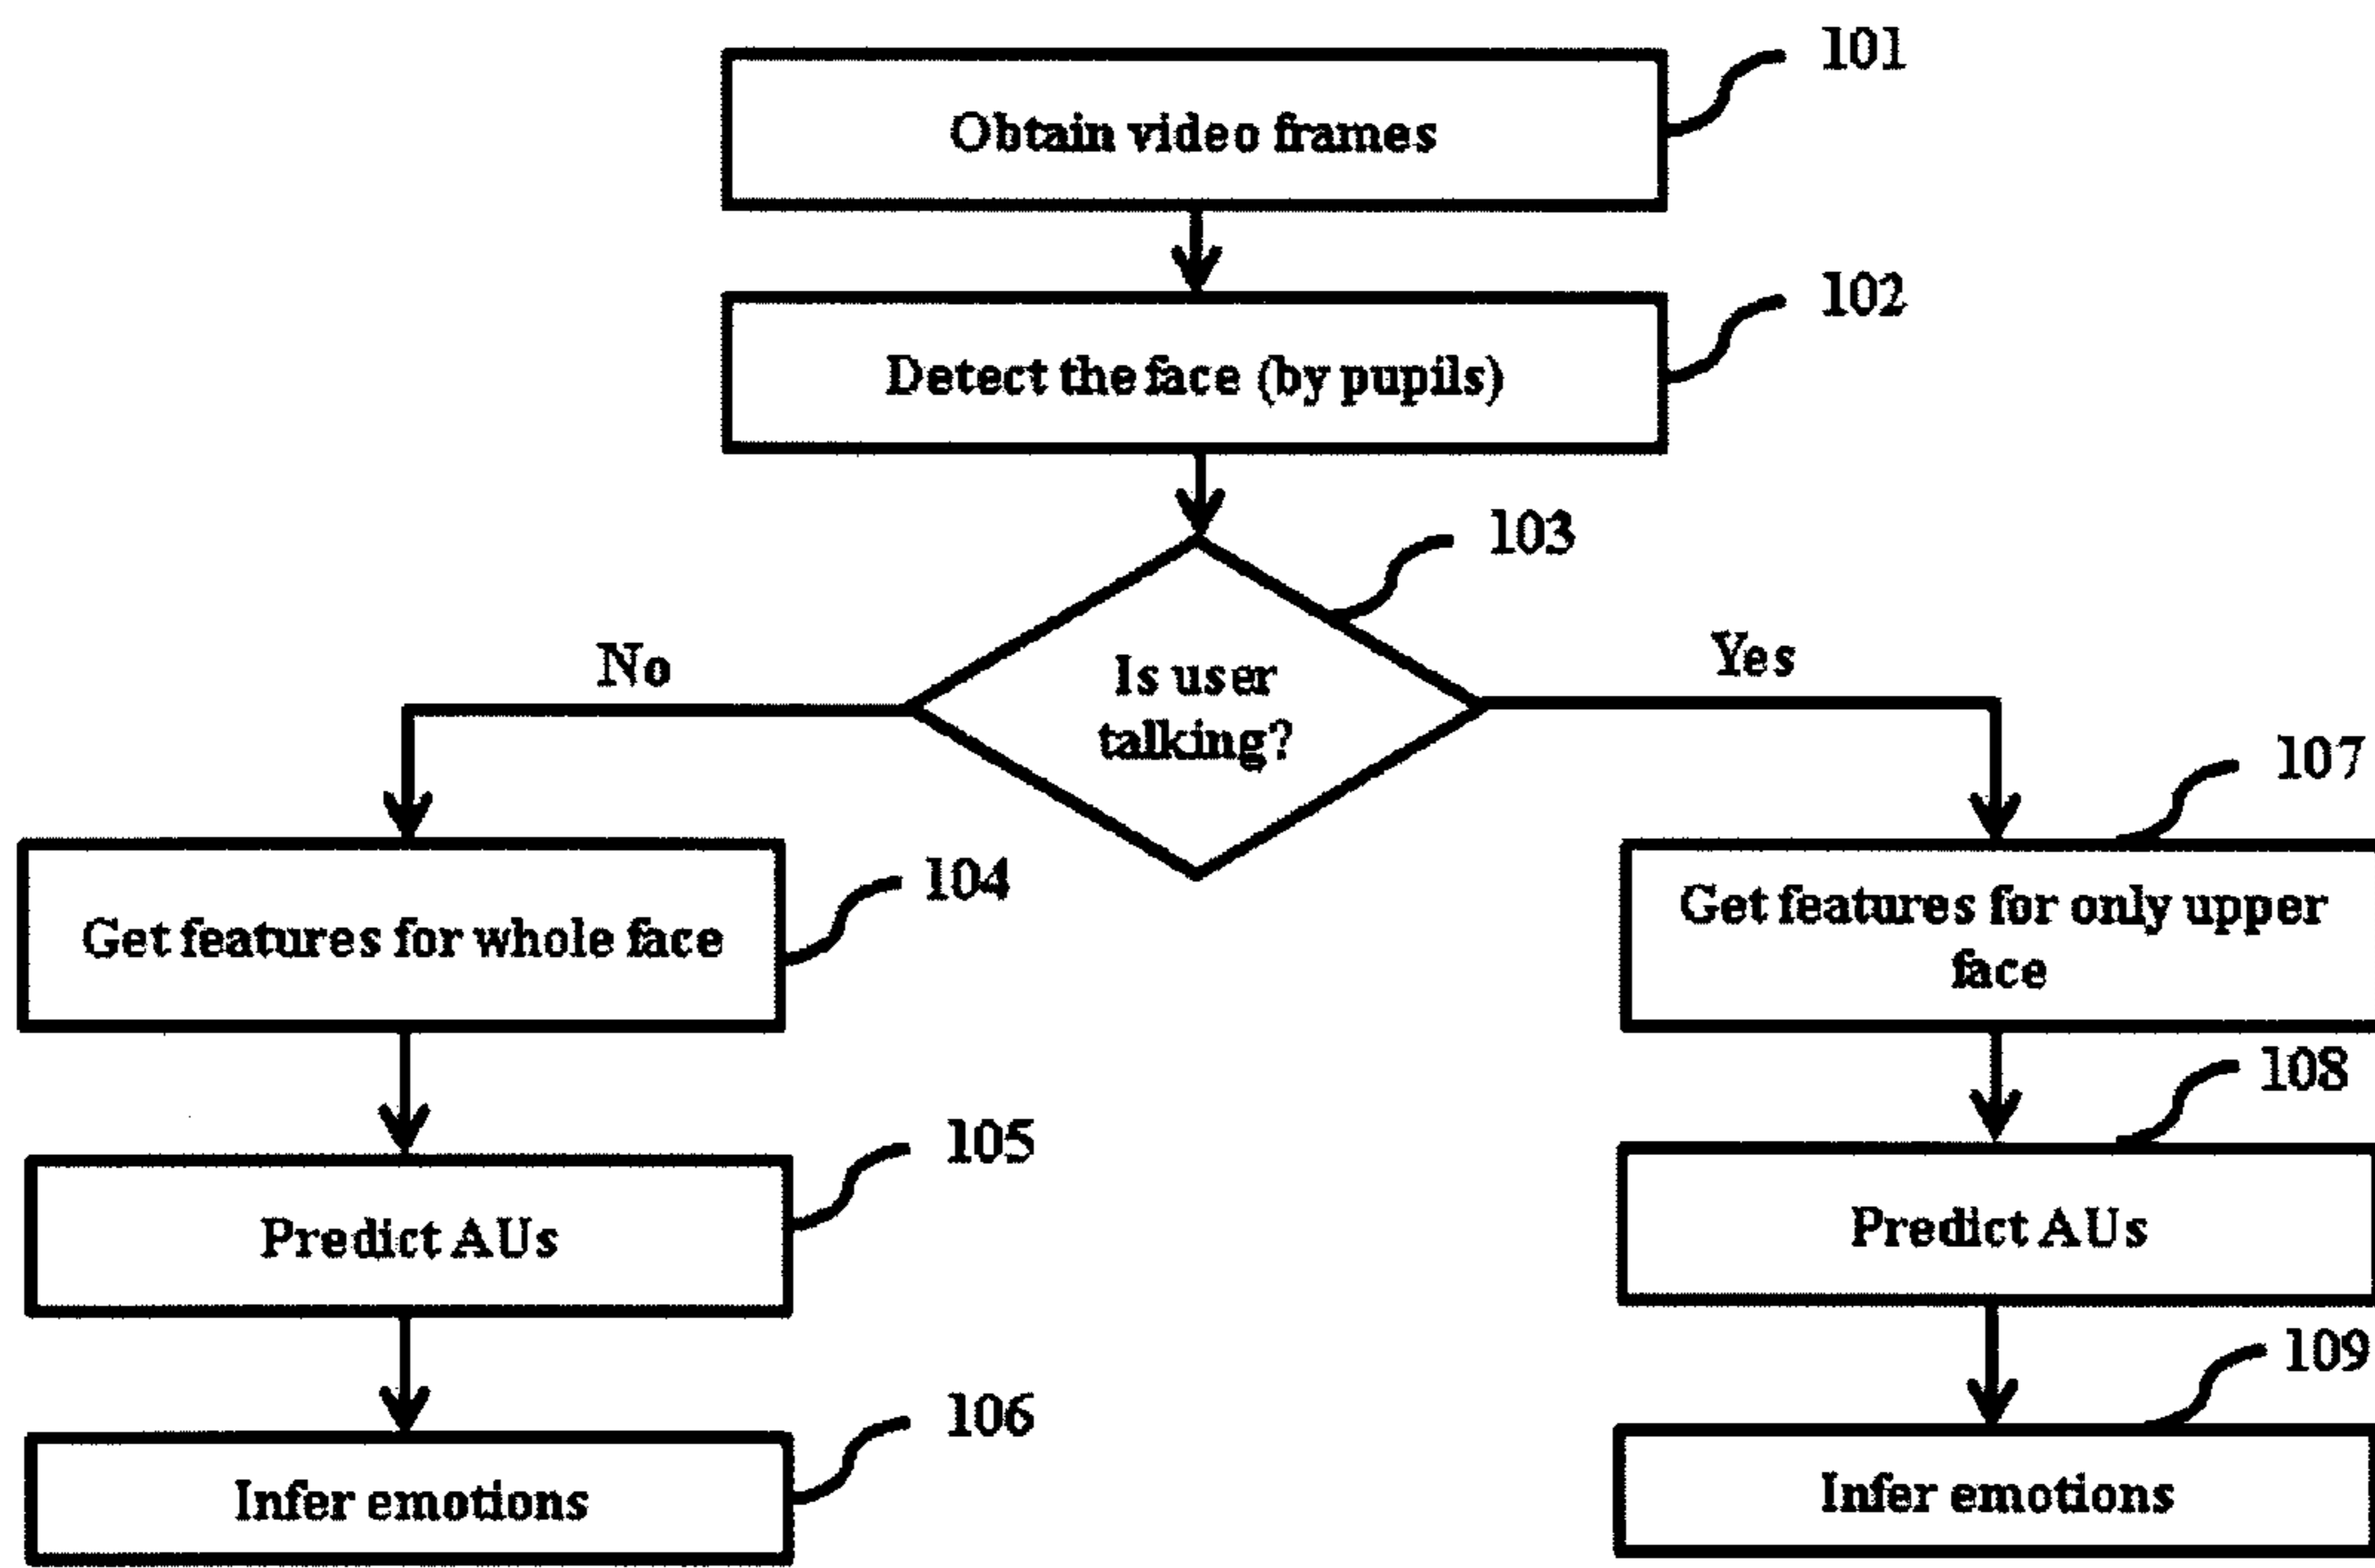 101
Obtain video frames
102
Detect the face (by pupils)
103
No
Yes
Is user
talking?
107
104
Get features for whole face
Get features for only upper
face
108
105
Predict AUs
Predict AUs
109
106
Infer emotions
Infer emotions